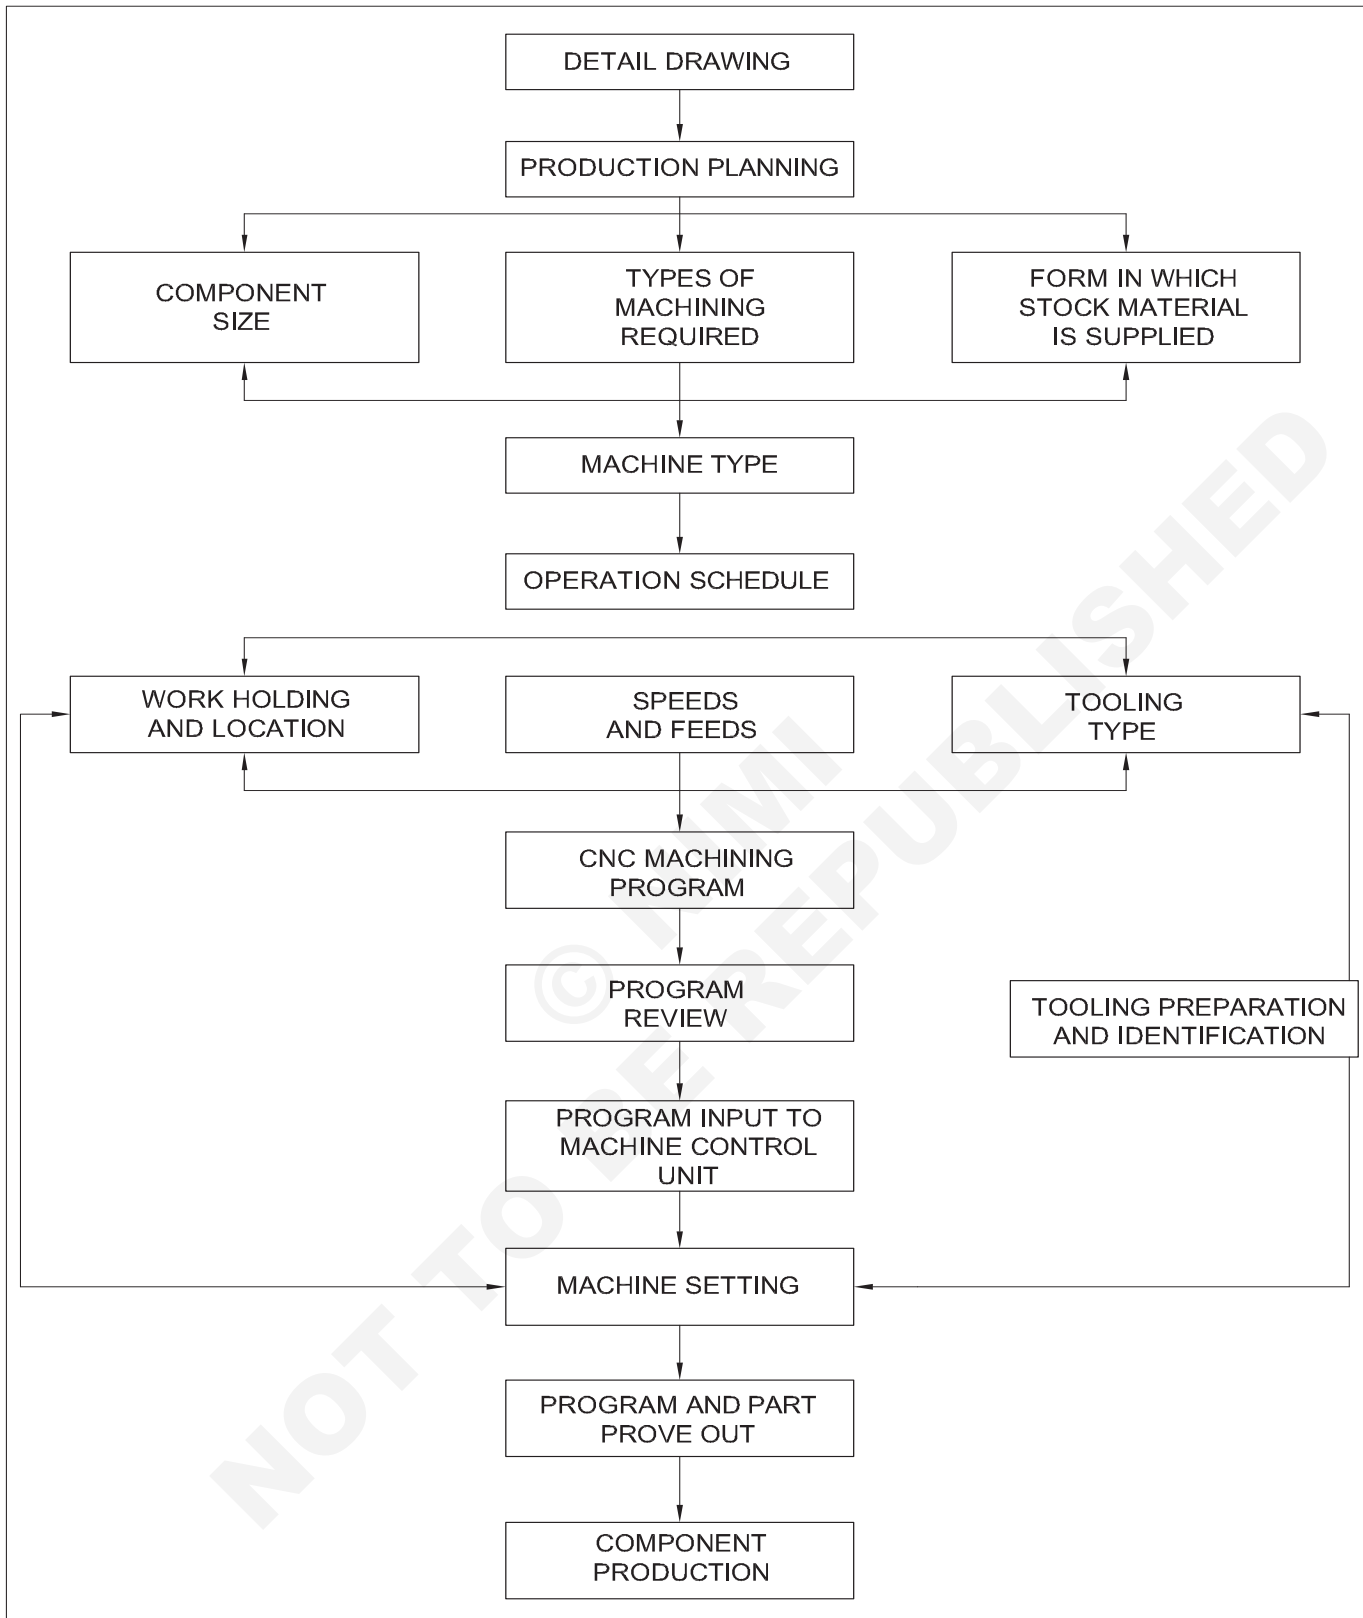 DETAIL DRAWING
PRODUCTION PLANNING
COMPONENT
SIZE
TYPES OF
MACHINING
REQUIRED
FORM IN WHICH
STOCK MATERIAL
IS SUPPLIED
MACHINE TYPE
OPERATION SCHEDULE
WORK HOLDING
AND LOCATION
SPEEDS
AND FEEDS
TOOLING
TYPE
CNC MACHINING
PROGRAM
PROGRAM
REVIEW
TOOLING PREPARATION
AND IDENTIFICATION
PROGRAM INPUT TO
MACHINE CONTROL
UNIT
MACHINE SETTING
PROGRAM AND PART
PROVE OUT
COMPONENT
PRODUCTION
© NIMI
NOT TO BE REPUBLISHED